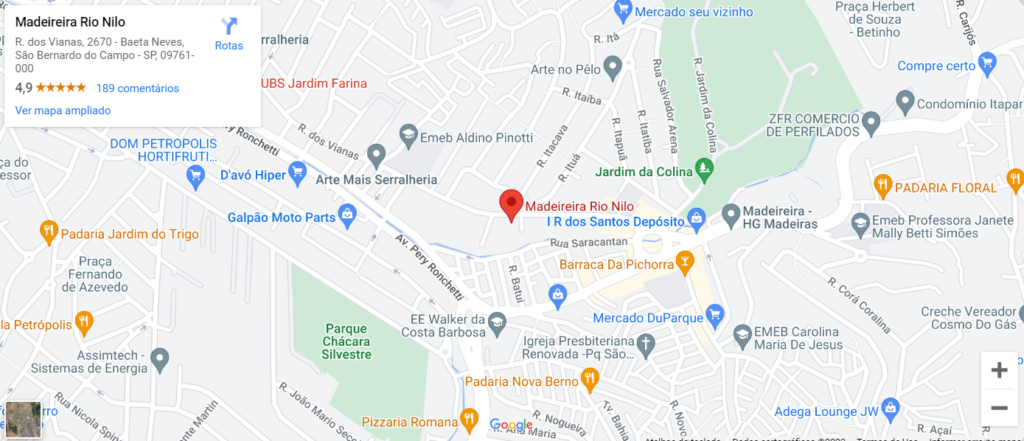 Madeireira Rio Nilo
R. dos Vianas, 2670 - Baeta Neves,
São Bernardo do Campo - SP, 09761-
000
Rotas
4,9
189 comentários
Ver mapa ampliado
Serralheria
UBS Jardim Farina
Mercado seu vizinho
Praça Herbert
de Souza
- Betinho
R. Carijós
R. Itá
Arte no Pêlo
Rua Salvador Arena
R. Jardim da Colina
Compre certo
R. Itaíba
R. Itatiba
R. Itapuã
R. Itacava
R. Ituá
Condomínio Itapar
ZFR COMERCIO
DE PERFILADOS
Pery Ronchetti
R. dos Vianas
Emeb Aldino Pinotti
DOM PETROPOLIS
HORTIFRUTI...
D'avó Hiper
Arte Mais Serralheria
Jardim da Colina
PADARIA FLORAL
Praça do
Galpão Moto Parts
Madeireira Rio Nilo
I R dos Santos Depósito
Madeireira -
HG Madeiras
Emeb Professora Janete
Mally Betti Simões
Padaria Jardim do Trigo
Av. Pery Ronchetti
Rua Saracantan
Barraca Da Pichorra
R. Batuí
Praça
Fernando
de Azevedo
R. Corá Coralina
la Petrópolis
Parque
Chácara
Silvestre
EE Walker da
Costa Barbosa
Mercado DuParque
Creche Vereador
Cosmo Do Gás
EMEB Carolina
Maria De Jesus
Igreja Presbiteriana
Renovada -Pq São...
Assimtech -
Sistemas de Energia
Padaria Nova Berno
R. João Mario Secc
Rua Nicola Spin
Martin
Pizzaria Romana
Google
R. Nogueira
R. Ana Maria
Tv. Bahia
Adega Lounge JW
R. Açaí
+
−